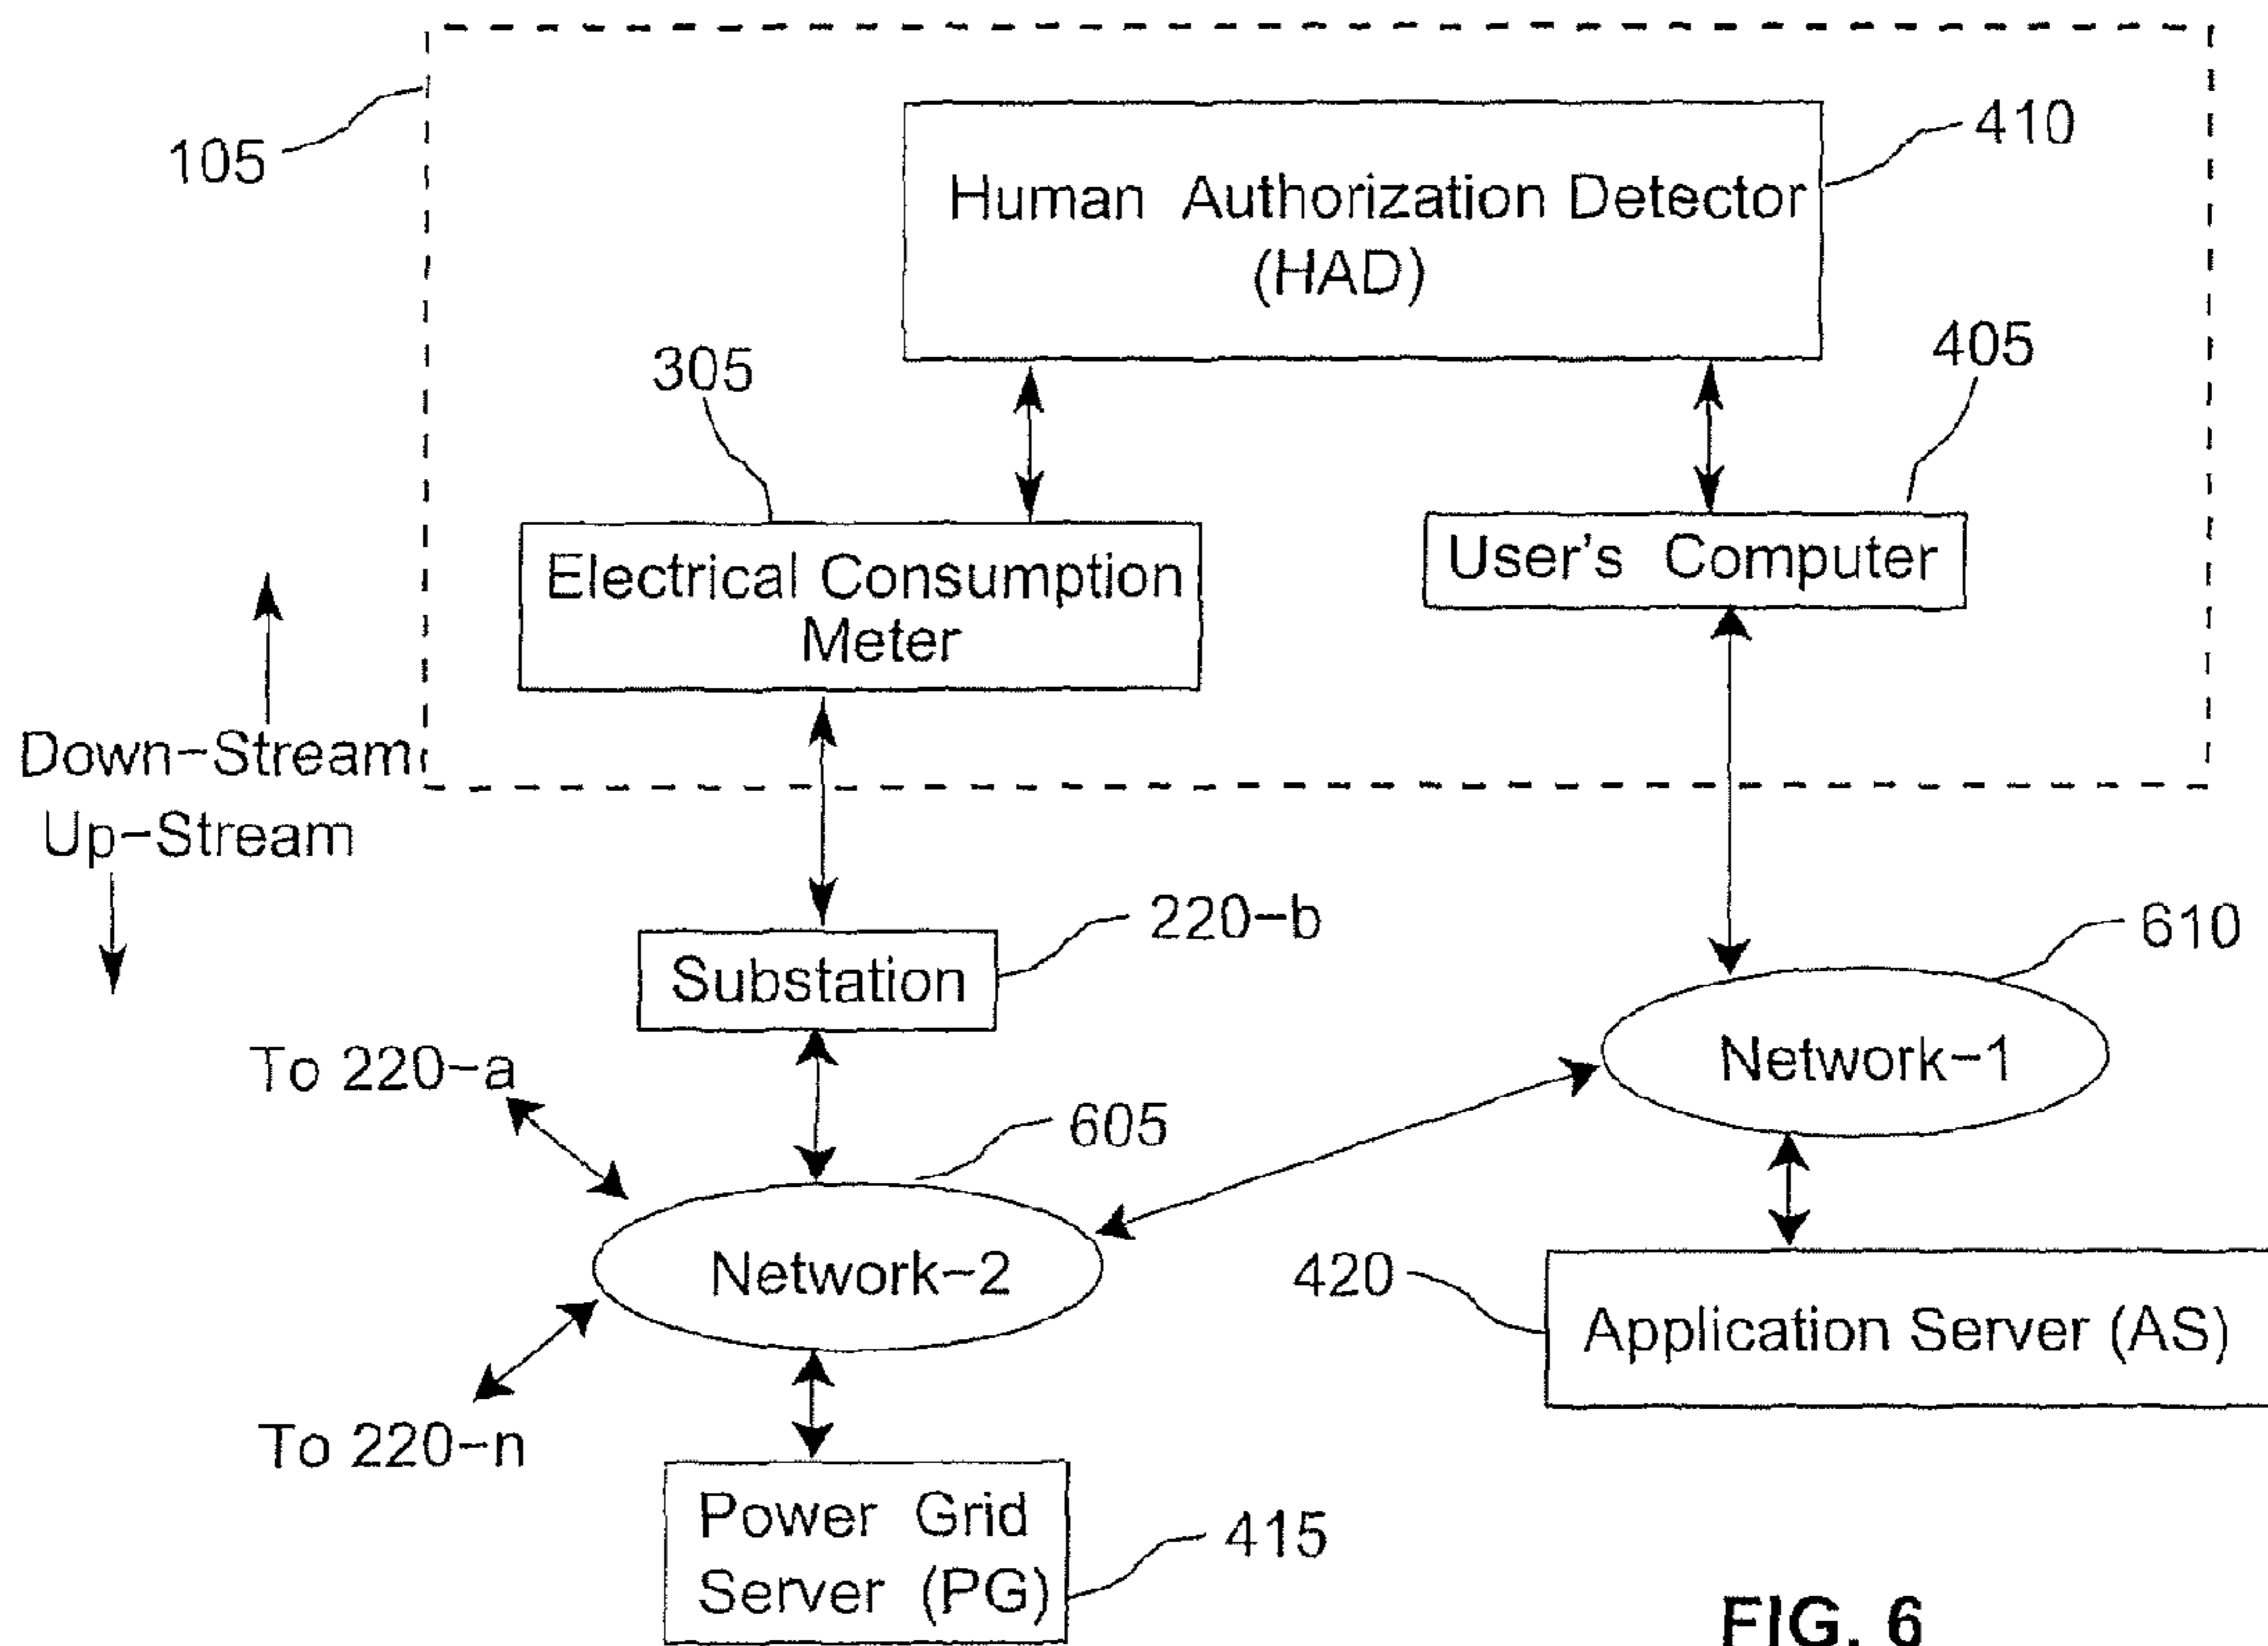 105
410
Human Authorization Detector
(HAD)
305
405
Electrical Consumption
Meter
User's Computer
Down-Stream
Up-Stream
220-b
Substation
610
To 220-a
Network-1
605
Network-2
420
Application Server (AS)
To 220-n
Power Grid
Server (PG)
415
FIG. 6